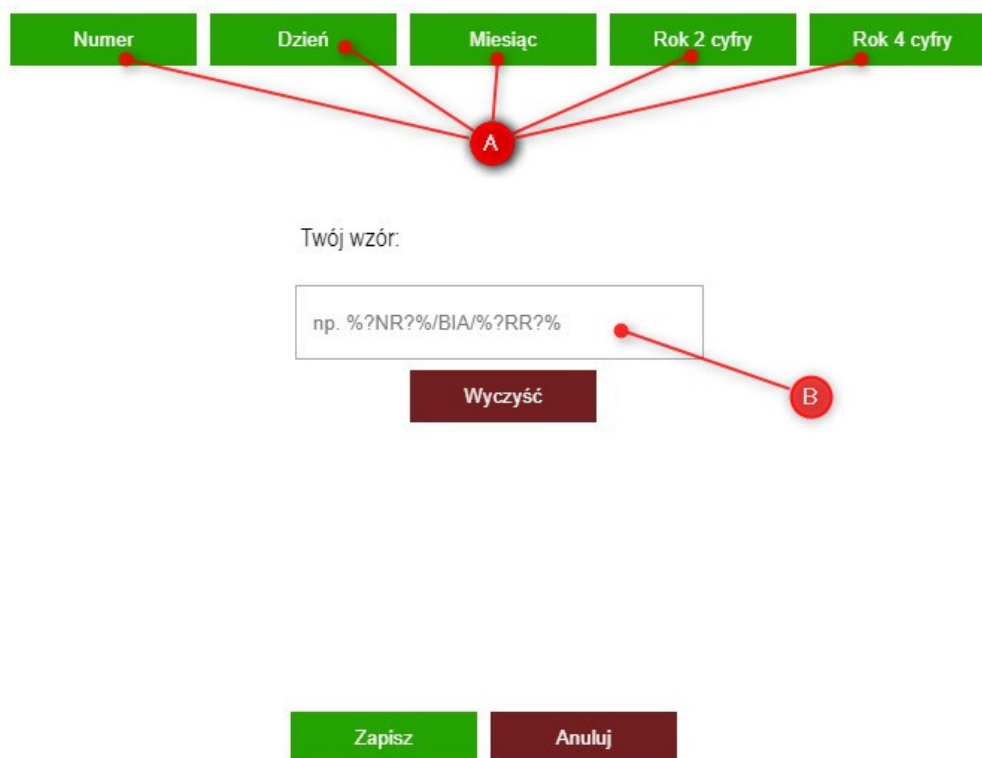 Numer Dzień Miesiąc Rok 2 cyfry Rok 4 cyfry
A
Twój wzór:
np. %?NR?%/BIA/%?RR?%
Wyczyść
B
Zapisz Anuluj